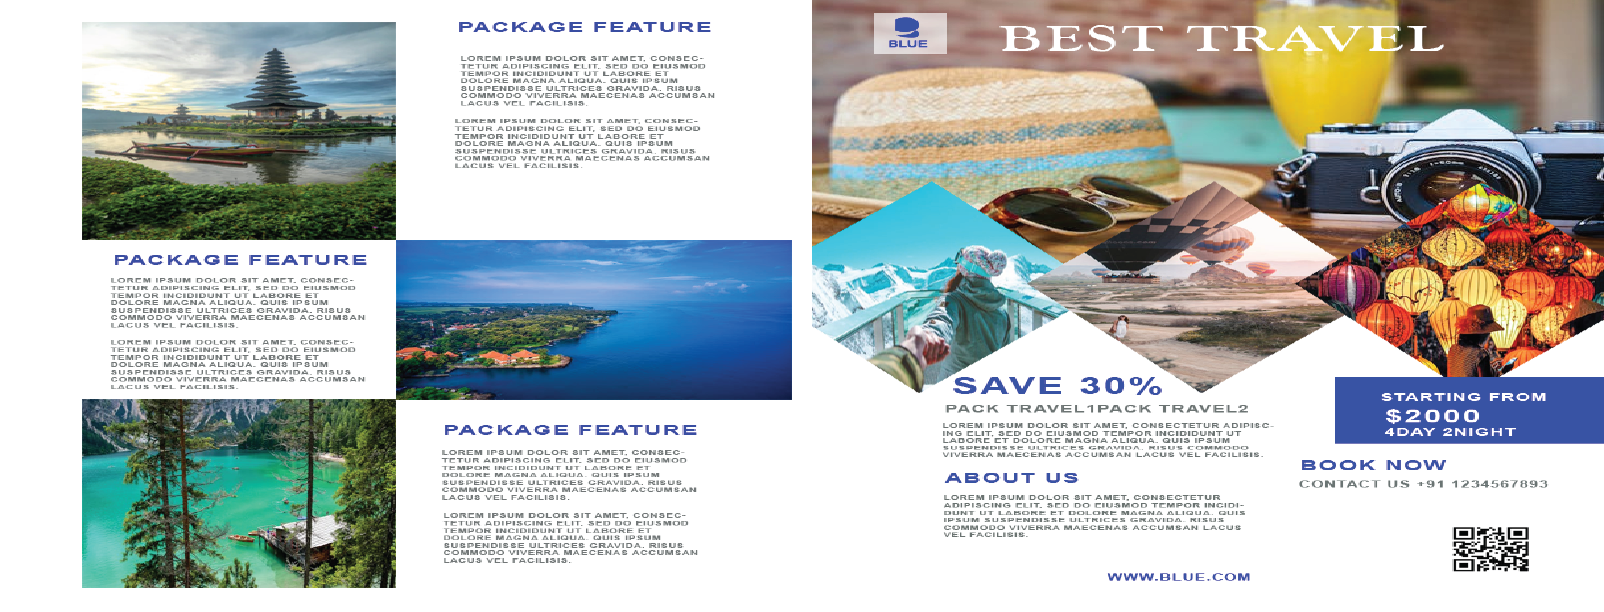 PACKAGE FEATURE
LOREM IPSUM DOLOR SIT AMET, CONSEC-
TETUR ADIPISCING ELIT, SED DO EIUSMOD
TEMPOR INCIDIDUNT UT LABORE ET
DOLORE MAGNA ALIQUA. QUIS IPSUM
SUSPENDISSE ULTRICES GRAVIDA. RISUS
COMMODO VIVERRA MAECENAS ACCUMSAN
LACUS VEL FACILISIS.
LOREM IPSUM DOLOR SIT AMET, CONSEC-
TETUR ADIPISCING ELIT, SED DO EIUSMOD
TEMPOR INCIDIDUNT UT LABORE ET
DOLORE MAGNA ALIQUA. QUIS IPSUM
SUSPENDISSE ULTRICES GRAVIDA. RISUS
COMMODO VIVERRA MAECENAS ACCUMSAN
LACUS VEL FACILISIS.
PACKAGE FEATURE
LOREM IPSUM DOLOR SIT AMET, CONSEC-
TETUR ADIPISCING ELIT, SED DO EIUSMOD
TEMPOR INCIDIDUNT UT LABORE ET
DOLORE MAGNA ALIQUA. QUIS IPSUM
SUSPENDISSE ULTRICES GRAVIDA. RISUS
COMMODO VIVERRA MAECENAS ACCUMSAN
LACUS VEL FACILISIS.
LOREM IPSUM DOLOR SIT AMET, CONSEC-
TETUR ADIPISCING ELIT, SED DO EIUSMOD
TEMPOR INCIDIDUNT UT LABORE ET
DOLORE MAGNA ALIQUA. QUIS IPSUM
SUSPENDISSE ULTRICES GRAVIDA. RISUS
COMMODO VIVERRA MAECENAS ACCUMSAN
LACUS VEL FACILISIS.
PACKAGE FEATURE
LOREM IPSUM DOLOR SIT AMET, CONSEC-
TETUR ADIPISCING ELIT, SED DO EIUSMOD
TEMPOR INCIDIDUNT UT LABORE ET
DOLORE MAGNA ALIQUA. QUIS IPSUM
SUSPENDISSE ULTRICES GRAVIDA. RISUS
COMMODO VIVERRA MAECENAS ACCUMSAN
LACUS VEL FACILISIS.
LOREM IPSUM DOLOR SIT AMET, CONSEC-
TETUR ADIPISCING ELIT, SED DO EIUSMOD
TEMPOR INCIDIDUNT UT LABORE ET
DOLORE MAGNA ALIQUA. QUIS IPSUM
SUSPENDISSE ULTRICES GRAVIDA. RISUS
COMMODO VIVERRA MAECENAS ACCUMSAN
LACUS VEL FACILISIS.
BLUE
BEST TRAVEL
SAVE 30%
PACK TRAVEL1PACK TRAVEL2
LOREM IPSUM DOLOR SIT AMET, CONSECTETUR ADIPISC-
ING ELIT, SED DO EIUSMOD TEMPOR INCIDIDUNT UT
LABORE ET DOLORE MAGNA ALIQUA. QUIS IPSUM
SUSPENDISSE ULTRICES GRAVIDA. RISUS COMMODO
VIVERRA MAECENAS ACCUMSAN LACUS VEL FACILISIS.
ABOUT US
LOREM IPSUM DOLOR SIT AMET, CONSECTETUR
ADIPISCING ELIT, SED DO EIUSMOD TEMPOR INCIDI-
DUNT UT LABORE ET DOLORE MAGNA ALIQUA. QUIS
IPSUM SUSPENDISSE ULTRICES GRAVIDA. RISUS
COMMODO VIVERRA MAECENAS ACCUMSAN LACUS
VEL FACILISIS.
STARTING FROM
$2000
4DAY 2NIGHT
BOOK NOW
CONTACT US +91 1234567893
WWW.BLUE.COM